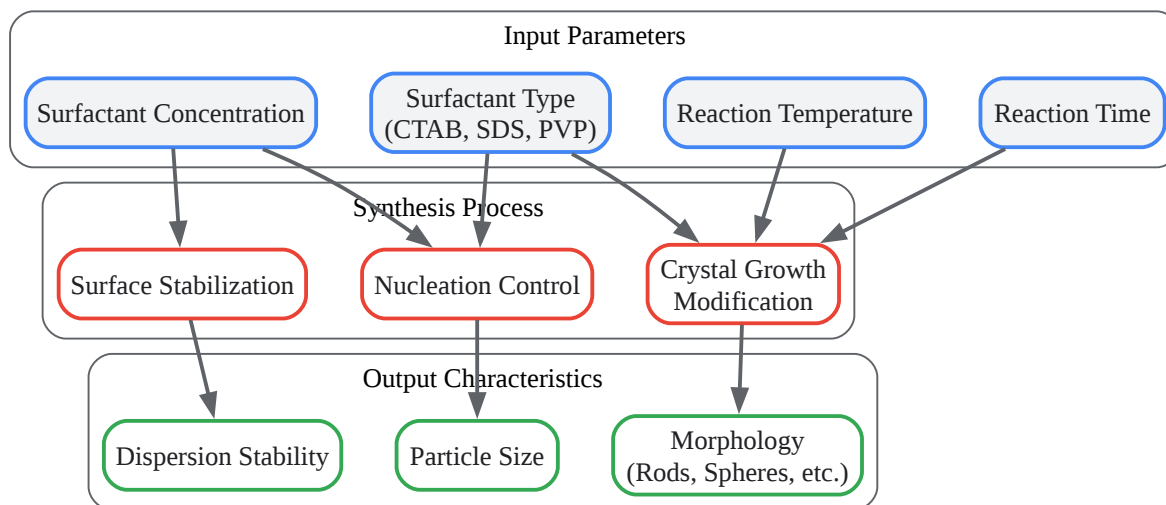 Input Parameters
Surfactant Concentration
Surfactant Type
(CTAB, SDS, PVP)
Reaction Temperature
Reaction Time
Synthesis Process
Surface Stabilization
Nucleation Control
Crystal Growth
Modification
Output Characteristics
Dispersion Stability
Particle Size
Morphology
(Rods, Spheres, etc.)